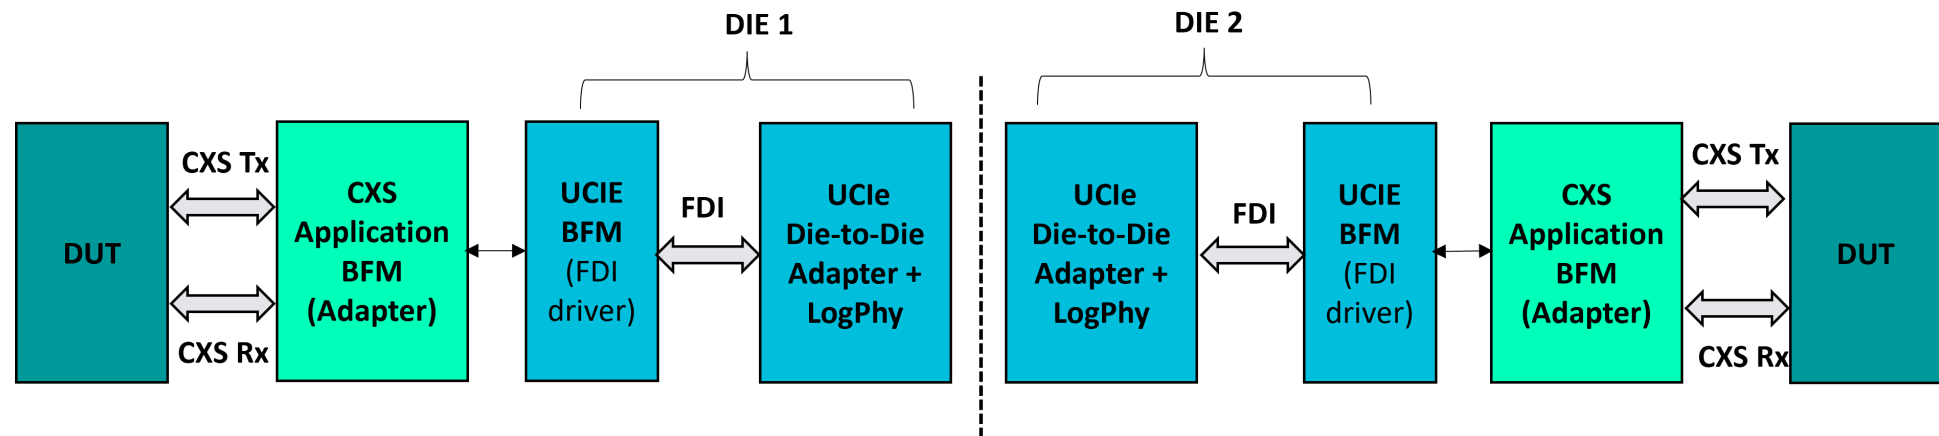 DIE 1
DIE 2
DUT
CXS Tx
CXS Rx
CXS
Application
BFM
(Adapter)
UCIE
BFM
(FDI
driver)
FDI
UCIe
Die-to-Die
Adapter +
LogPhy
UCIe
Die-to-Die
Adapter +
LogPhy
FDI
UCIE
BFM
(FDI
driver)
CXS
Application
BFM
(Adapter)
CXS Tx
CXS Rx
DUT